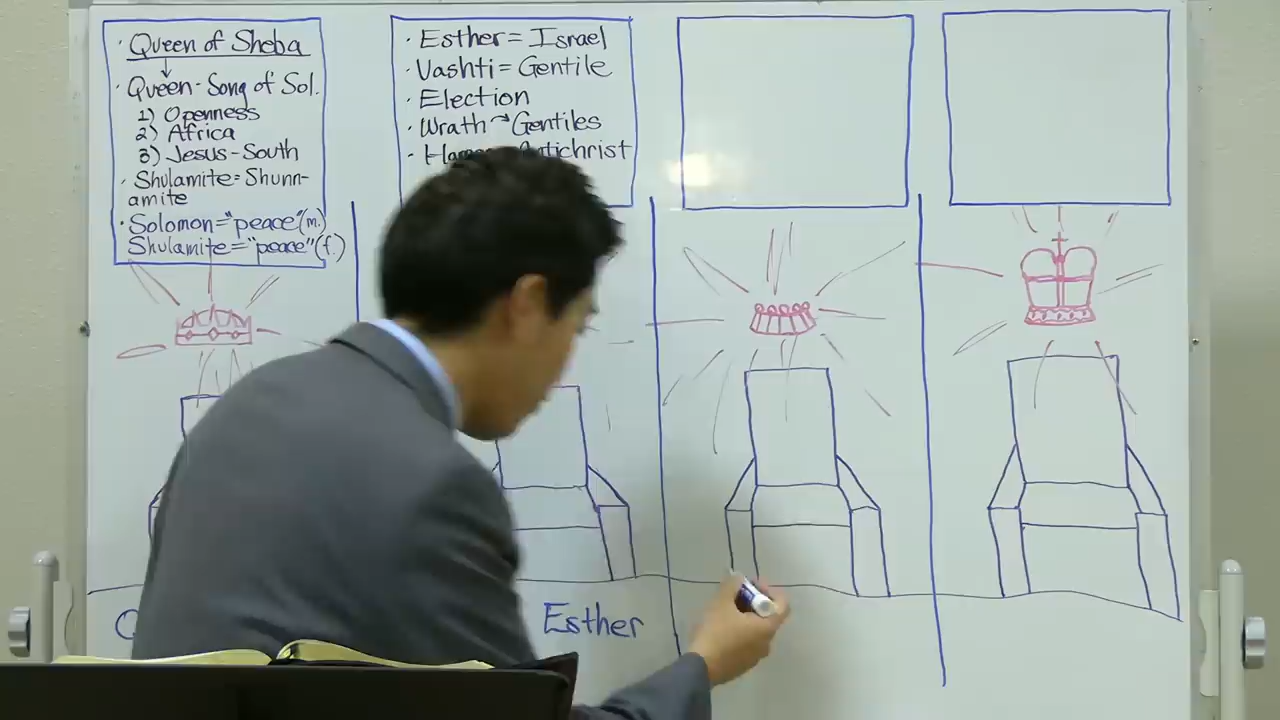 · Queen of Sheba
· Queen - Song of Sol.
1) Openness
2) Africa
3) Jesus - South
· Shulamite = Shunn-
amite
· Solomon = "peace" (m.)
Shulamite = "peace" (f.)
· Esther = Israel
· Vashti = Gentile
· Election
· Wrath → Gentiles
· Antichrist
Esther